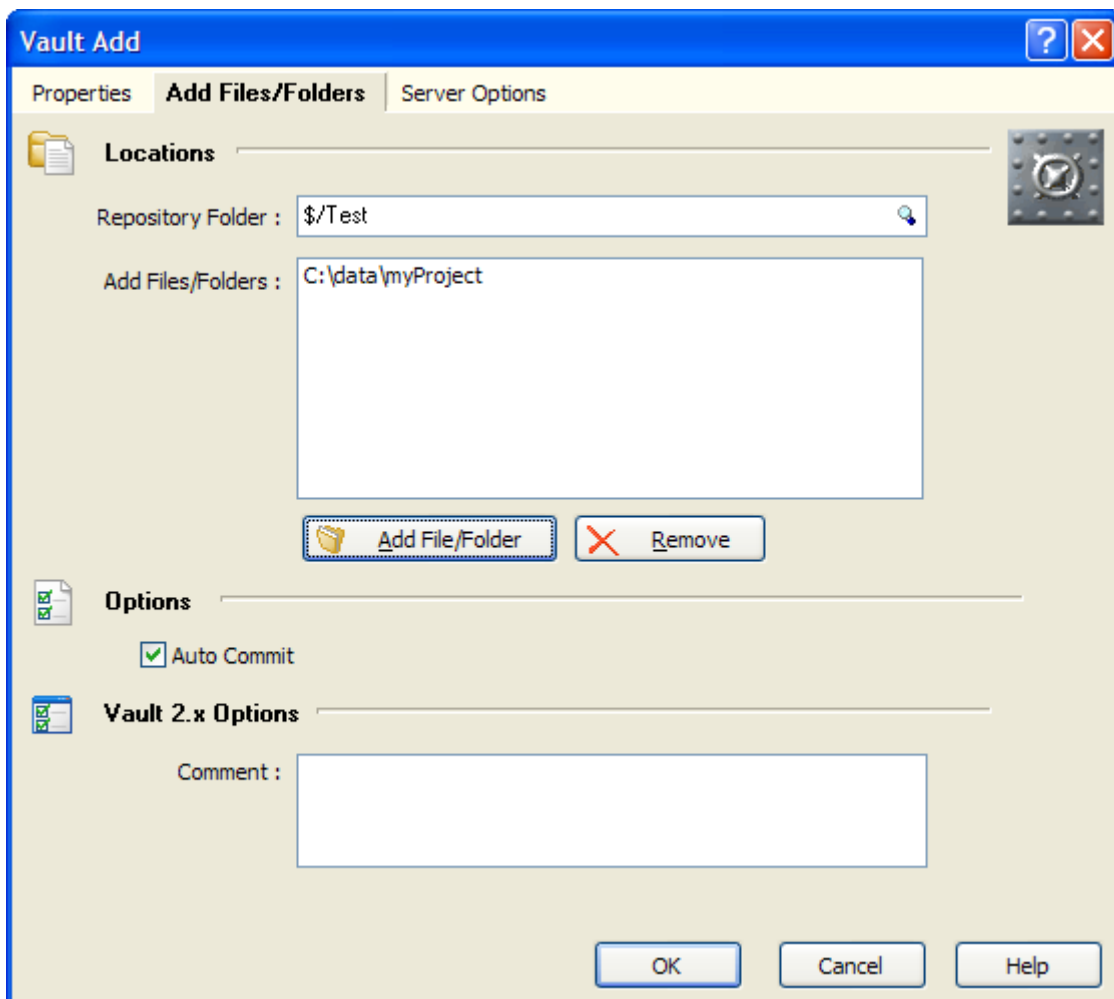 Vault Add
Properties Add Files/Folders Server Options
Locations
Repository Folder : $/Test
Add Files/Folders : C:\data\myProject
Add File/Folder Remove
Options
Auto Commit
Vault 2.x Options
Comment :
OK Cancel Help